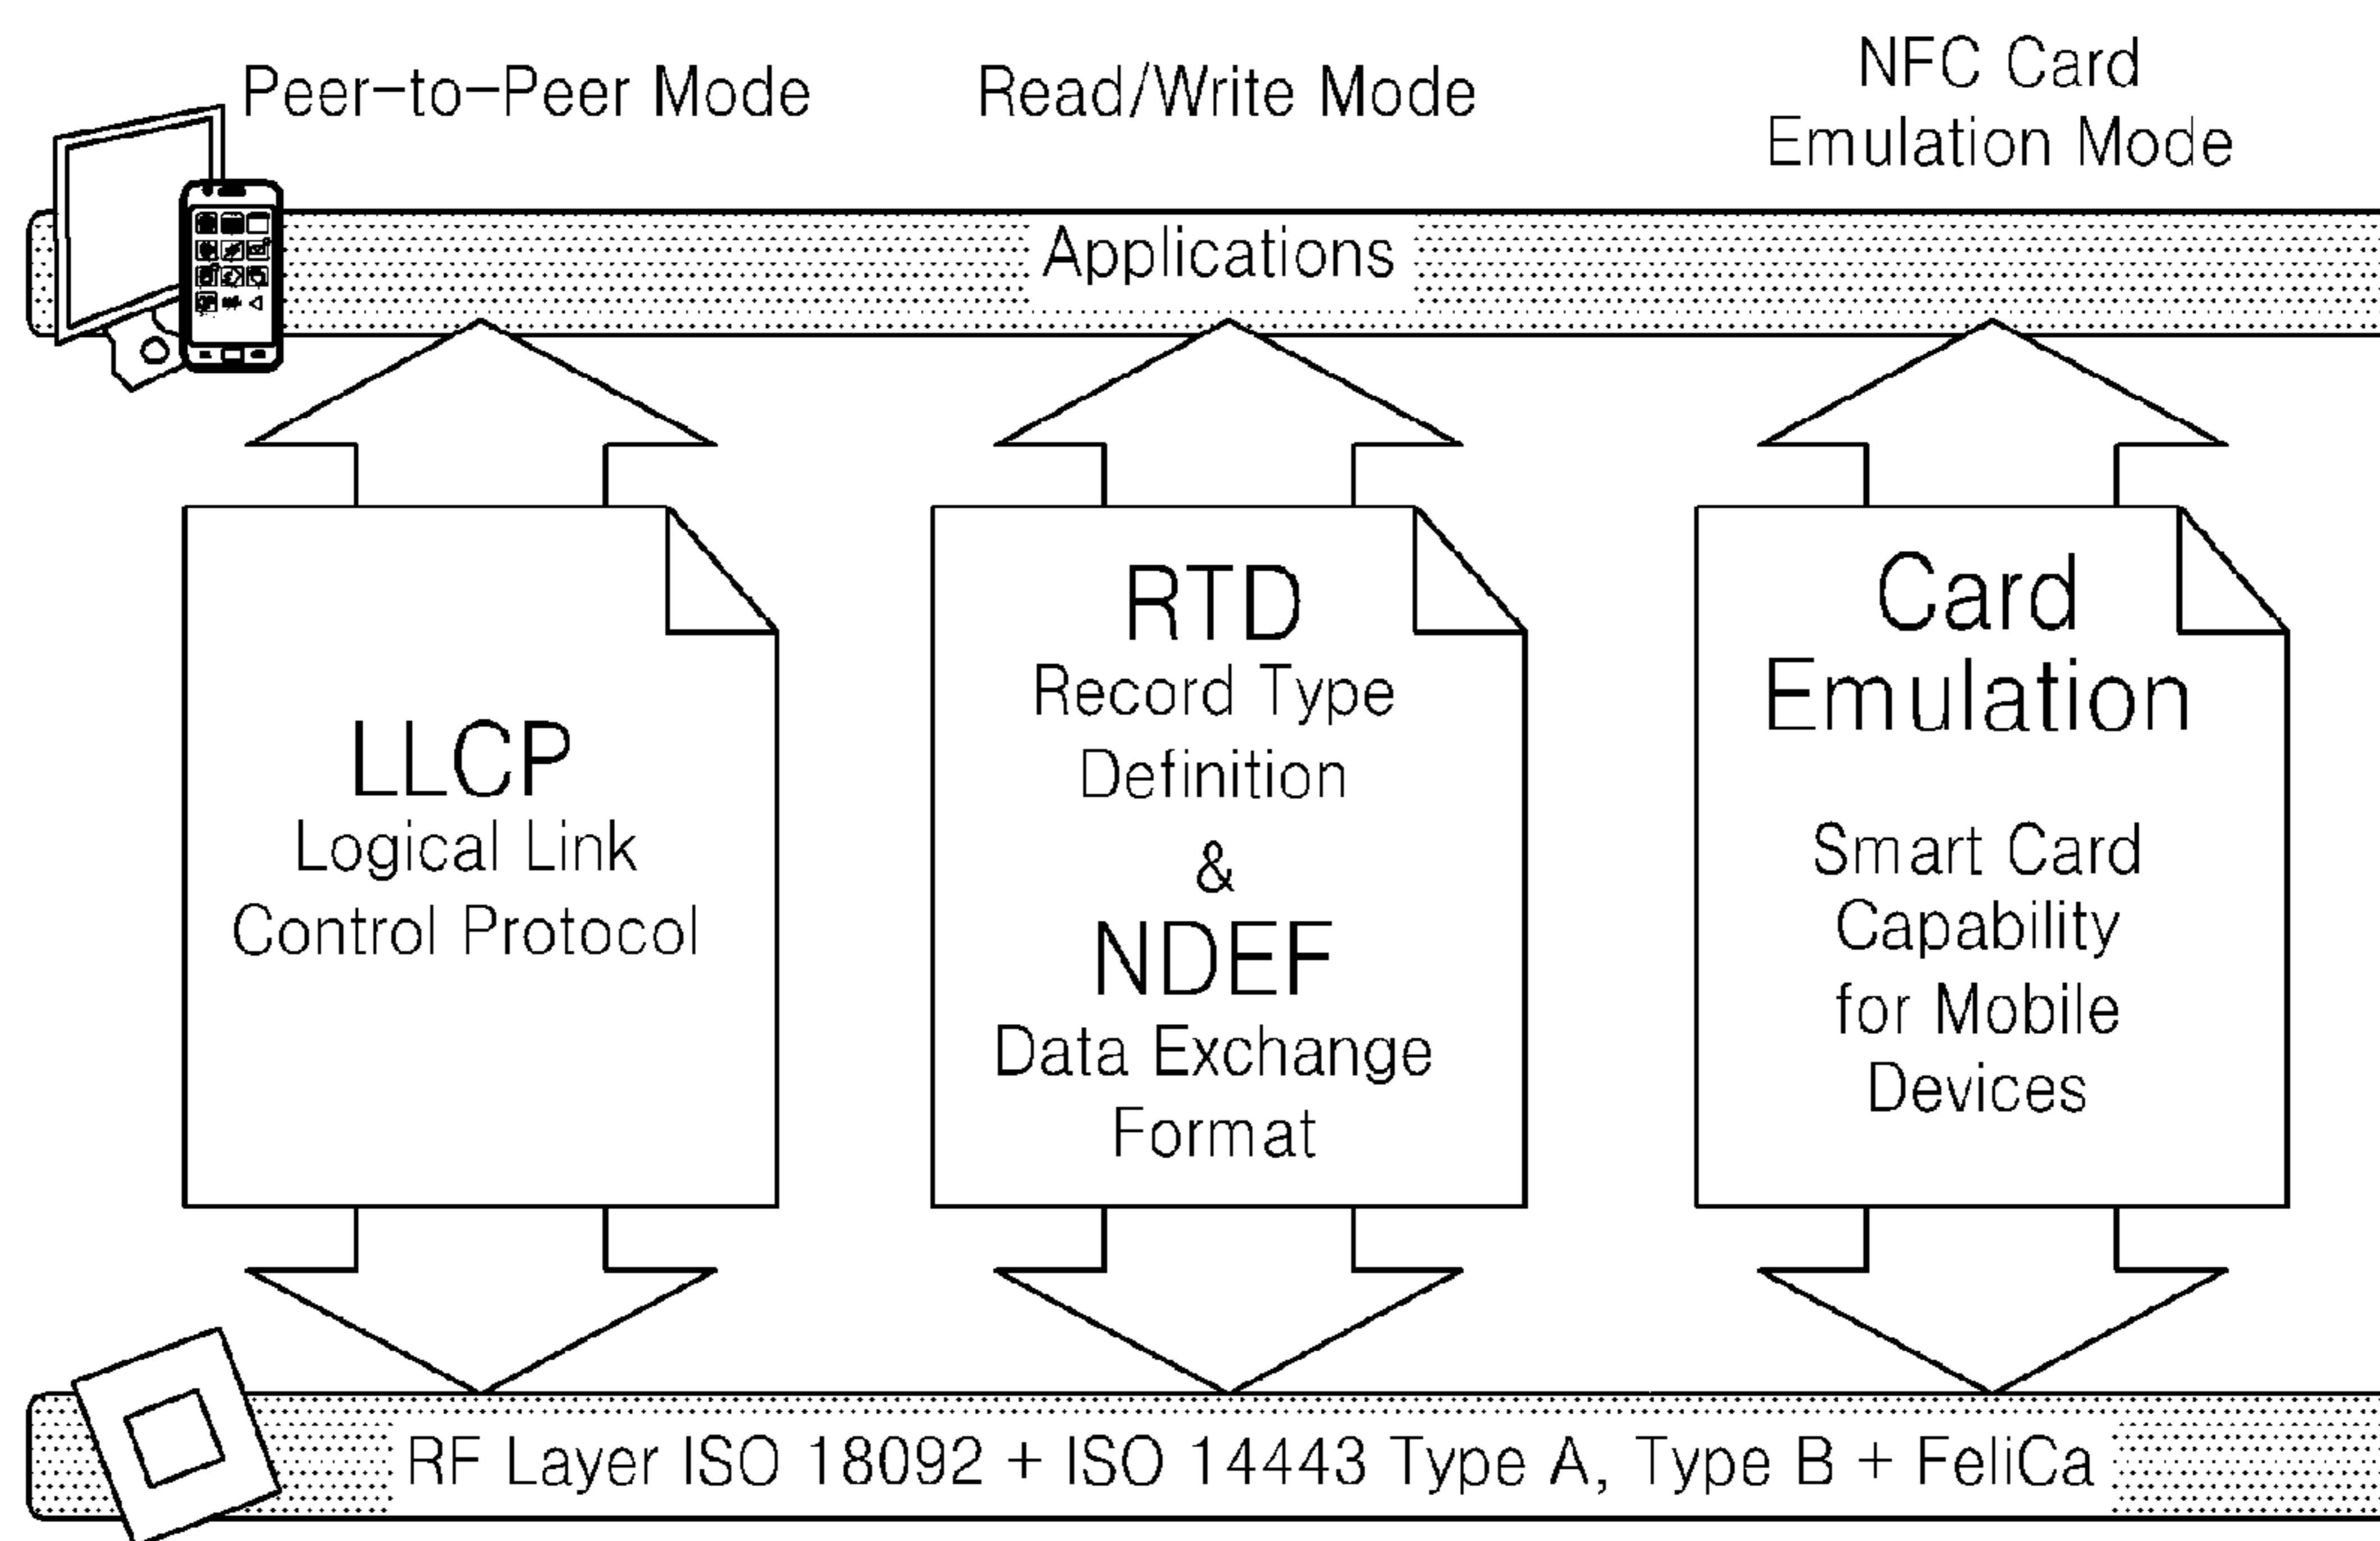 Peer-to-Peer Mode
Read/Write Mode
NFC Card
Emulation Mode
Applications
LLCP
Logical Link
Control Protocol
RTD
Record Type
Definition
&
NDEF
Data Exchange
Format
Card
Emulation
Smart Card
Capability
for Mobile
Devices
RF Layer ISO 18092 + ISO 14443 Type A, Type B + FeliCa